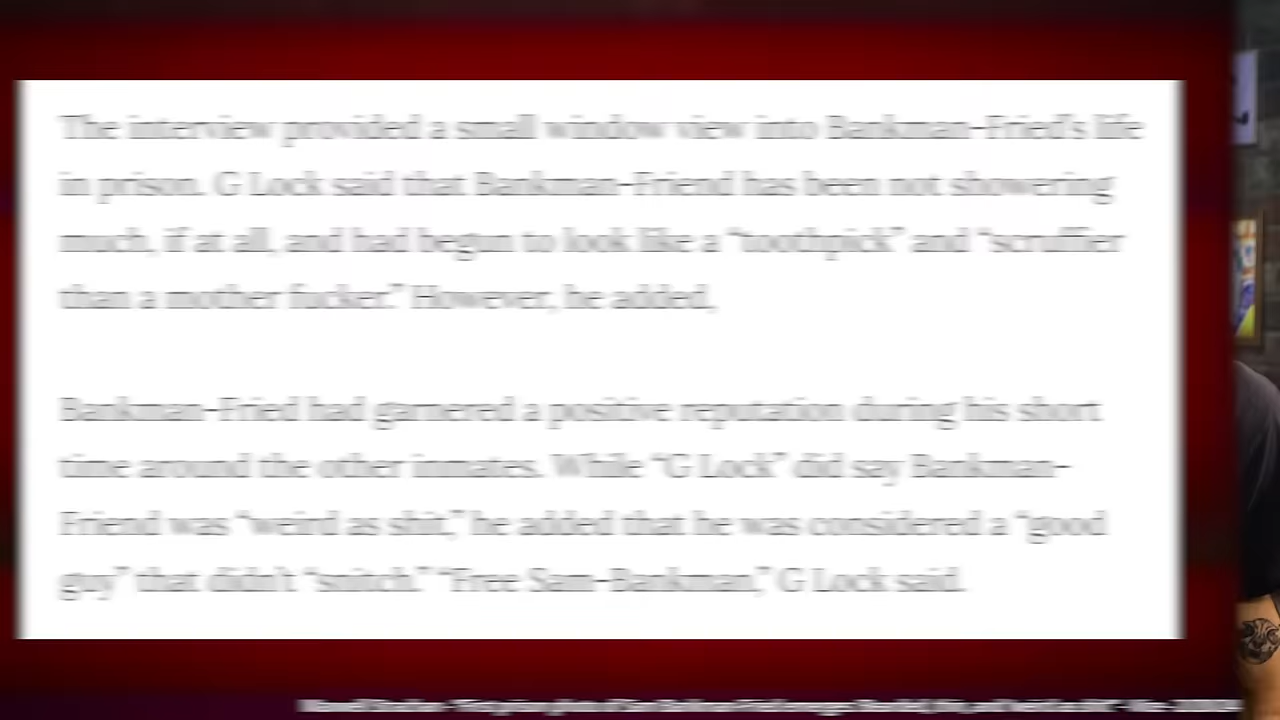 The interview provided a small window view into Bankman-Fried's life
in prison. G Lock said that Bankman-Friend has been not showering
much, if at all, and had begun to look like a “toothpick” and “scruffier
than a mother fucker.” However, he added,
Bankman-Fried had garnered a positive reputation during his short
time around the other inmates. While “G Lock” did say Bankman-
Friend was “weird as shit,” he added that he was considered a “good
guy” that didn't “snitch.” “Free Sam-Bankman,” G Lock said.